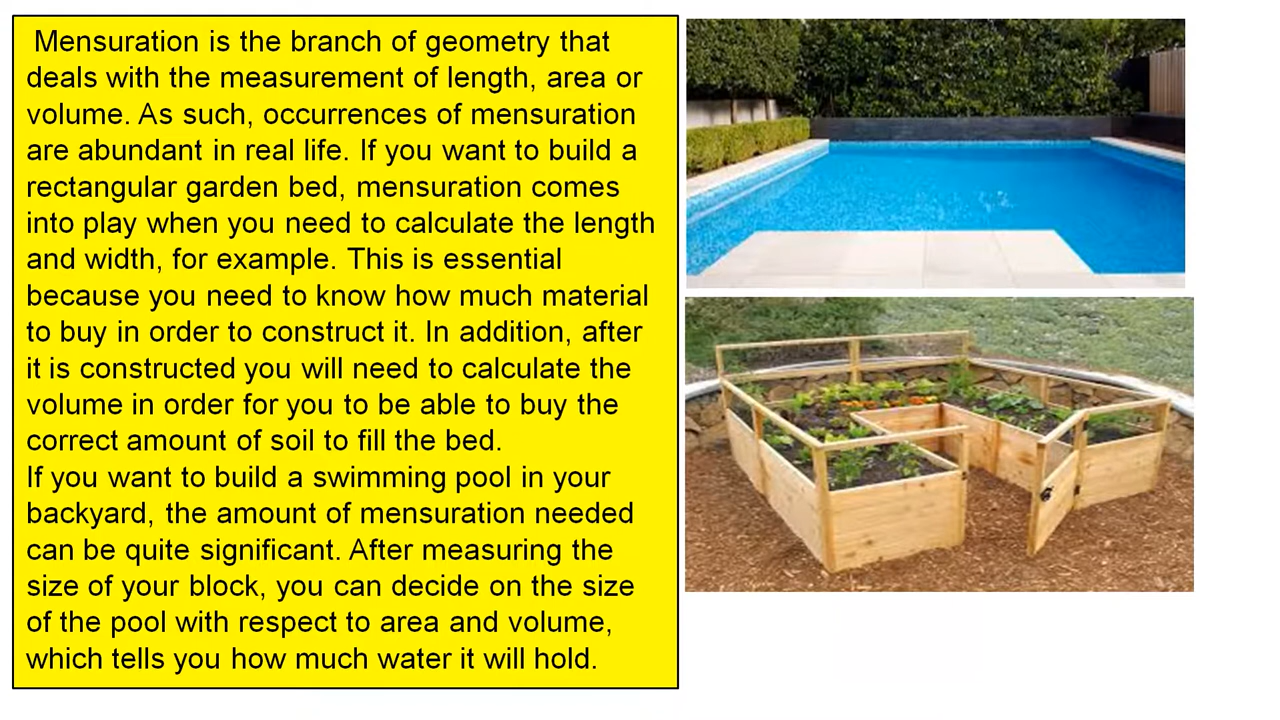 Mensuration is the branch of geometry that
deals with the measurement of length, area or
volume. As such, occurrences of mensuration
are abundant in real life. If you want to build a
rectangular garden bed, mensuration comes
into play when you need to calculate the length
and width, for example. This is essential
because you need to know how much material
to buy in order to construct it. In addition, after
it is constructed you will need to calculate the
volume in order for you to be able to buy the
correct amount of soil to fill the bed.
If you want to build a swimming pool in your
backyard, the amount of mensuration needed
can be quite significant. After measuring the
size of your block, you can decide on the size
of the pool with respect to area and volume,
which tells you how much water it will hold.